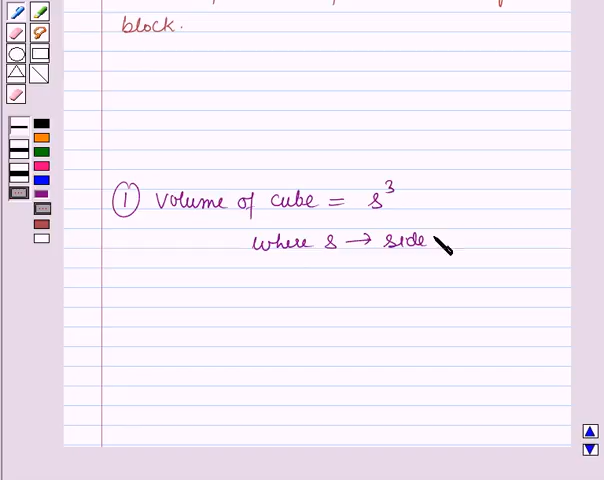 block.
① Volume of cube = s³
where s → side